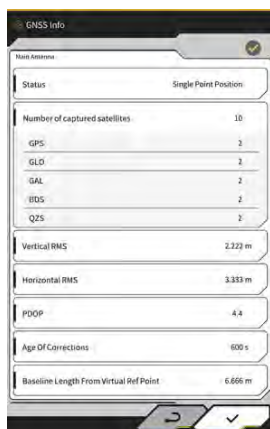 GNSS Info
Main Antenna
Status Single Point Position
Number of captured satellites 10
GPS 2
GLO 2
GAL 2
BDS 2
QZS 2
Vertical RMS 2.222 m
Horizontal RMS 3.333 m
PDOP 4.4
Age Of Corrections 600 s
Baseline Length From Virtual Ref Point 6.666 m